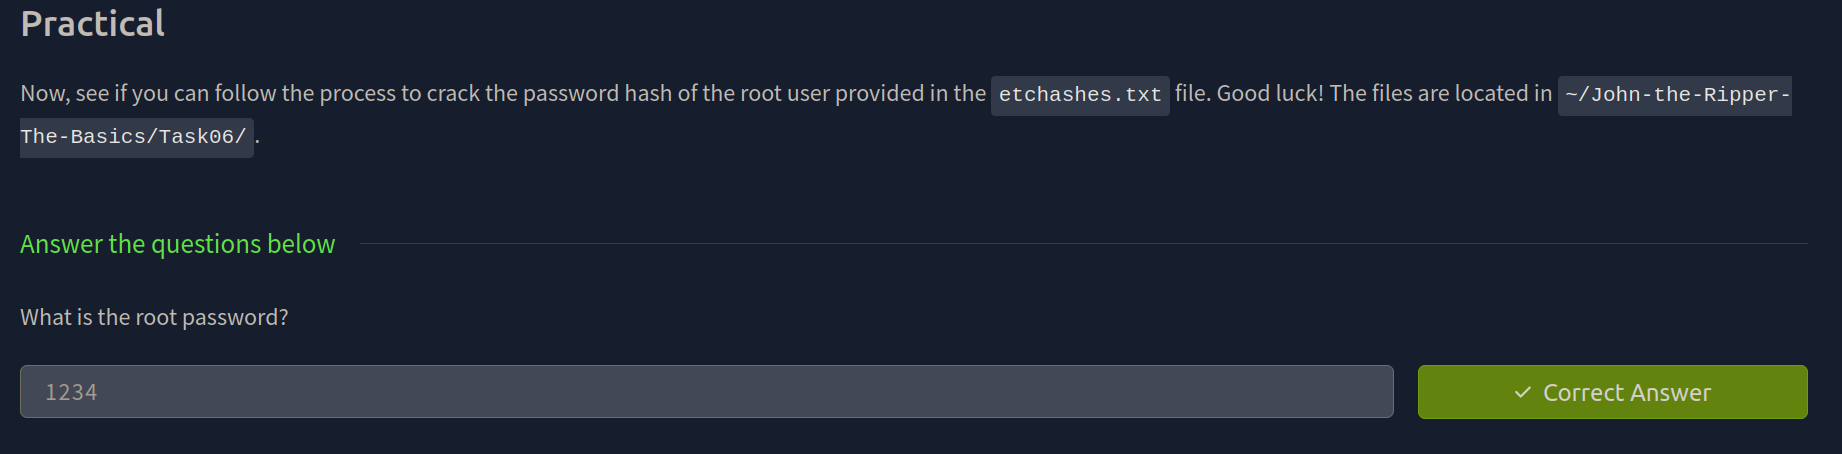 Practical
Now, see if you can follow the process to crack the password hash of the root user provided in the etchashes.txt file. Good luck! The files are located in ~/John-the-Ripper-
The-Basics/Task06/ .
Answer the questions below
What is the root password?
1234
✓ Correct Answer